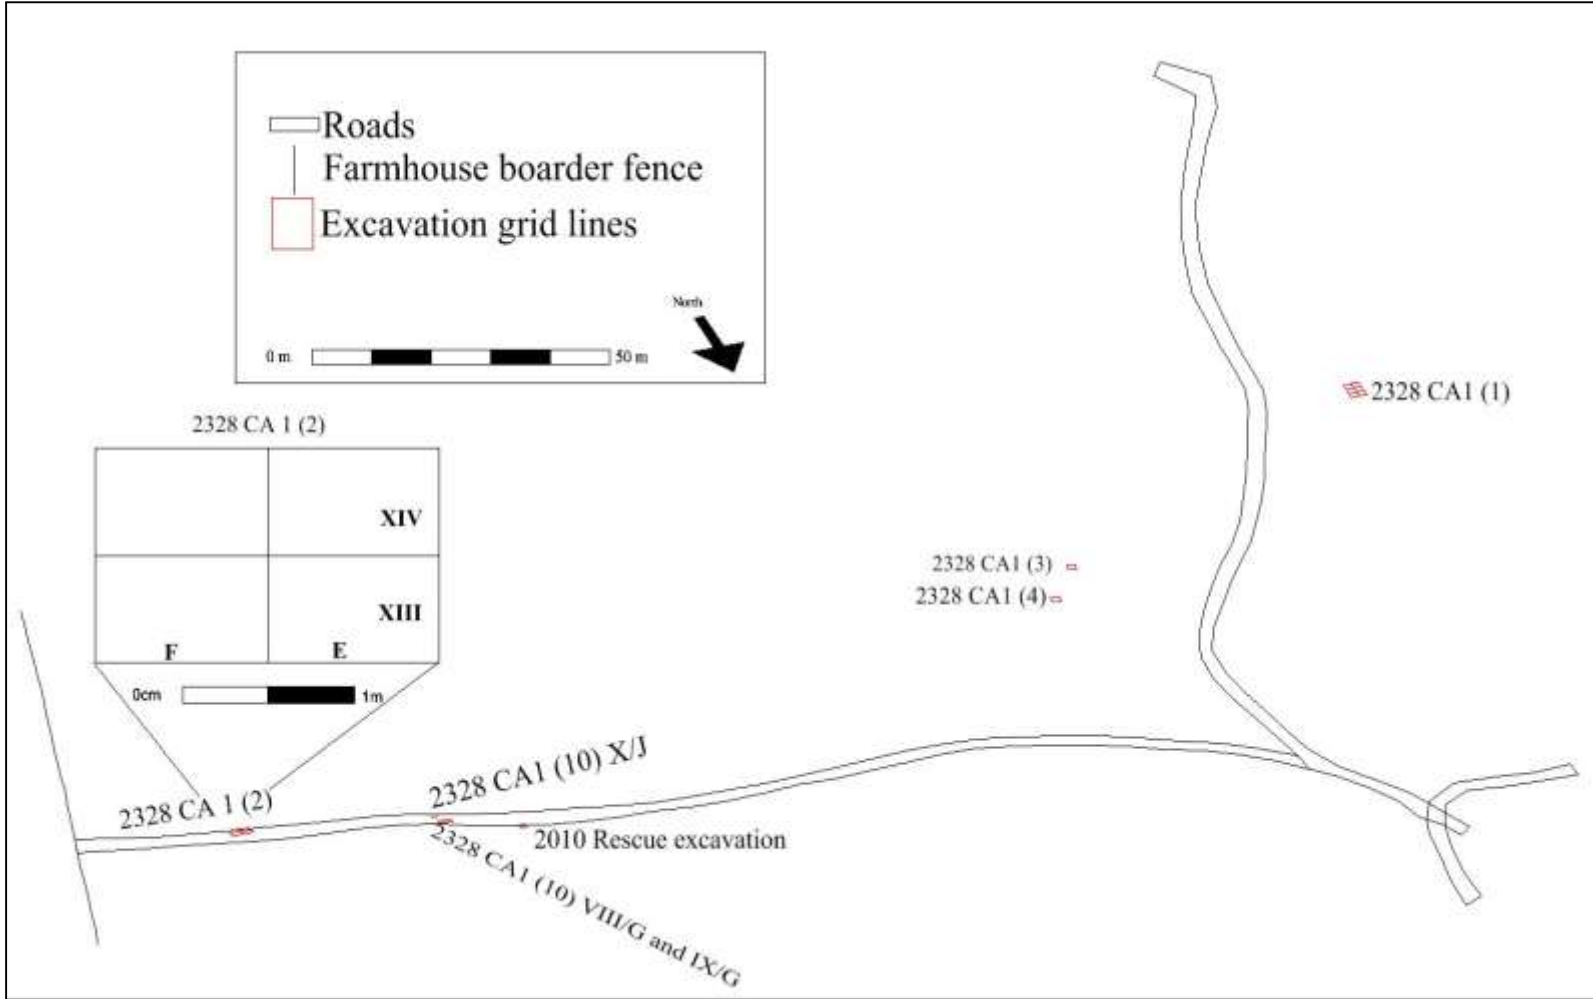 Roads
Farmhouse boarder fence
Excavation grid lines
North
0 m 50 m
2328 CA 1 (2)
XIV
XIII
F E
0cm 1m
2328 CA1 (1)
2328 CA1 (3)
2328 CA1 (4)
2328 CA 1 (2)
2328 CA1 (10) X/J
2010 Rescue excavation
2328 CA1 (10) VIII/G and IX/G